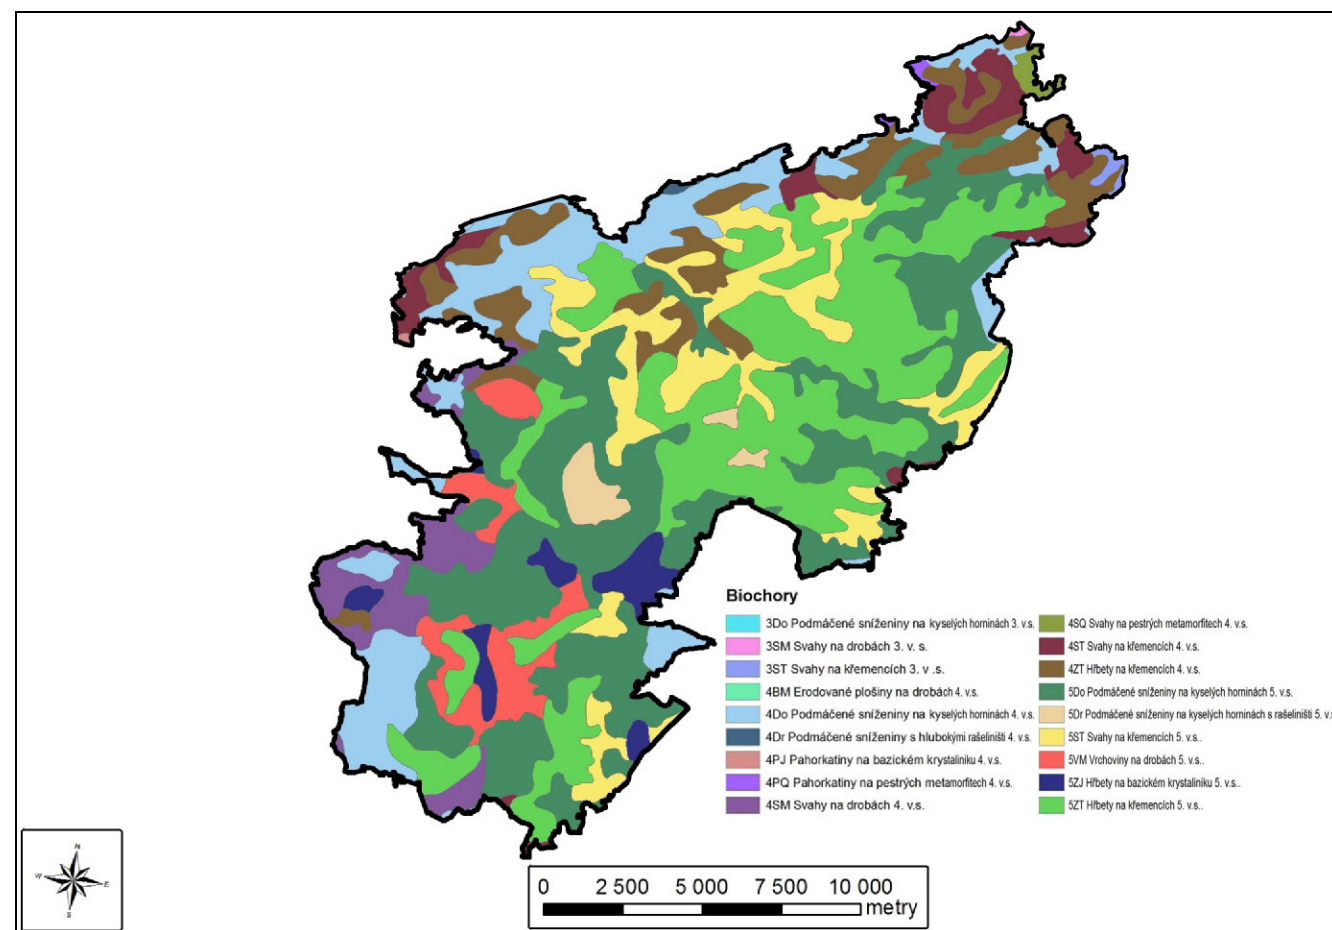 Biochory
3Do Podmáčené sníženiny na kyselých horninách 3. v.s.
3SM Svahy na drobách 3. v. s.
3ST Svahy na křemencích 3. v .s.
4BM Erodované plošiny na drobách 4. v.s.
4Do Podmáčené sníženiny na kyselých horninách 4. v.s.
4Dr Podmáčené sníženiny s hlubokými rašeliništi 4. v.s.
4PJ Pahorkatiny na bazickém krystaliniku 4. v.s.
4PQ Pahorkatiny na pestrých metamorfitech 4. v.s.
4SM Svahy na drobách 4. v.s.
4SQ Svahy na pestrých metamorfitech 4. v.s.
4ST Svahy na křemencích 4. v.s.
4ZT Hřbety na křemencích 4. v.s.
5Do Podmáčené sníženiny na kyselých horninách 5. v.s.
5Dr Podmáčené sníženiny na kyselých horninách s rašeliništi 5. v.s
5ST Svahy na křemencích 5. v.s..
5VM Vrchoviny na drobách 5. v.s..
5ZJ Hřbety na bazickém krystaliniku 5. v.s..
5ZT Hřbety na křemencích 5. v.s..
N
W E
S
0 2 500 5 000 7 500 10 000
metry